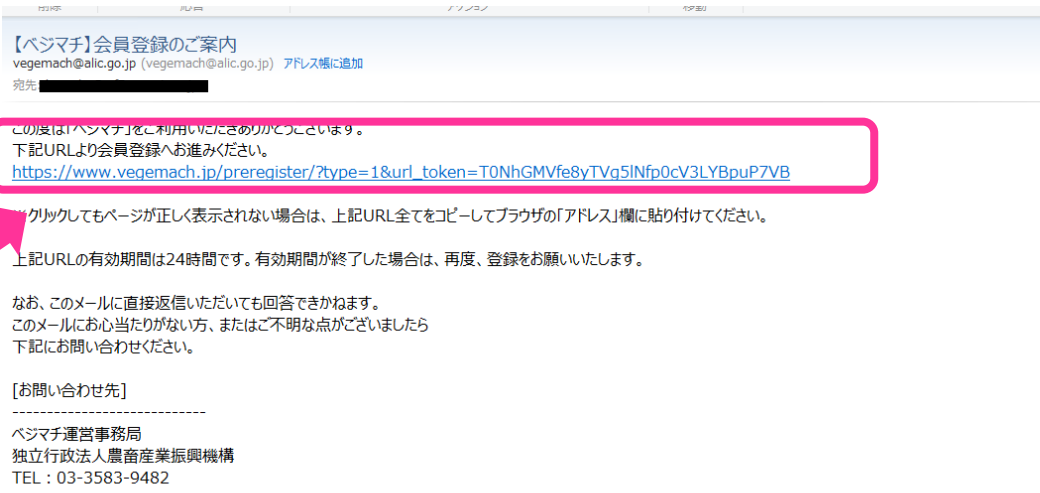 削除 応答 アクション 移動
【ベジマチ】会員登録のご案内
vegemach@alic.go.jp (vegemach@alic.go.jp) アドレス帳に追加
宛先:
この度は「ベジマチ」をご利用いただきありがとうございます。
下記URLより会員登録へお進みください。
https://www.vegemach.jp/preregister/?type=1&url_token=T0NhGMVfe8yTVg5lNfp0cV3LYBpuP7VB
※クリックしてもページが正しく表示されない場合は、上記URL全てをコピーしてブラウザの「アドレス」欄に貼り付けてください。
上記URLの有効期間は24時間です。有効期間が終了した場合は、再度、登録をお願いいたします。
なお、このメールに直接返信いただいても回答できかねます。
このメールにお心当たりがない方、またはご不明な点がございましたら
下記にお問い合わせください。
[お問い合わせ先]
----------------------------
ベジマチ運営事務局
独立行政法人農畜産業振興機構
TEL：03-3583-9482